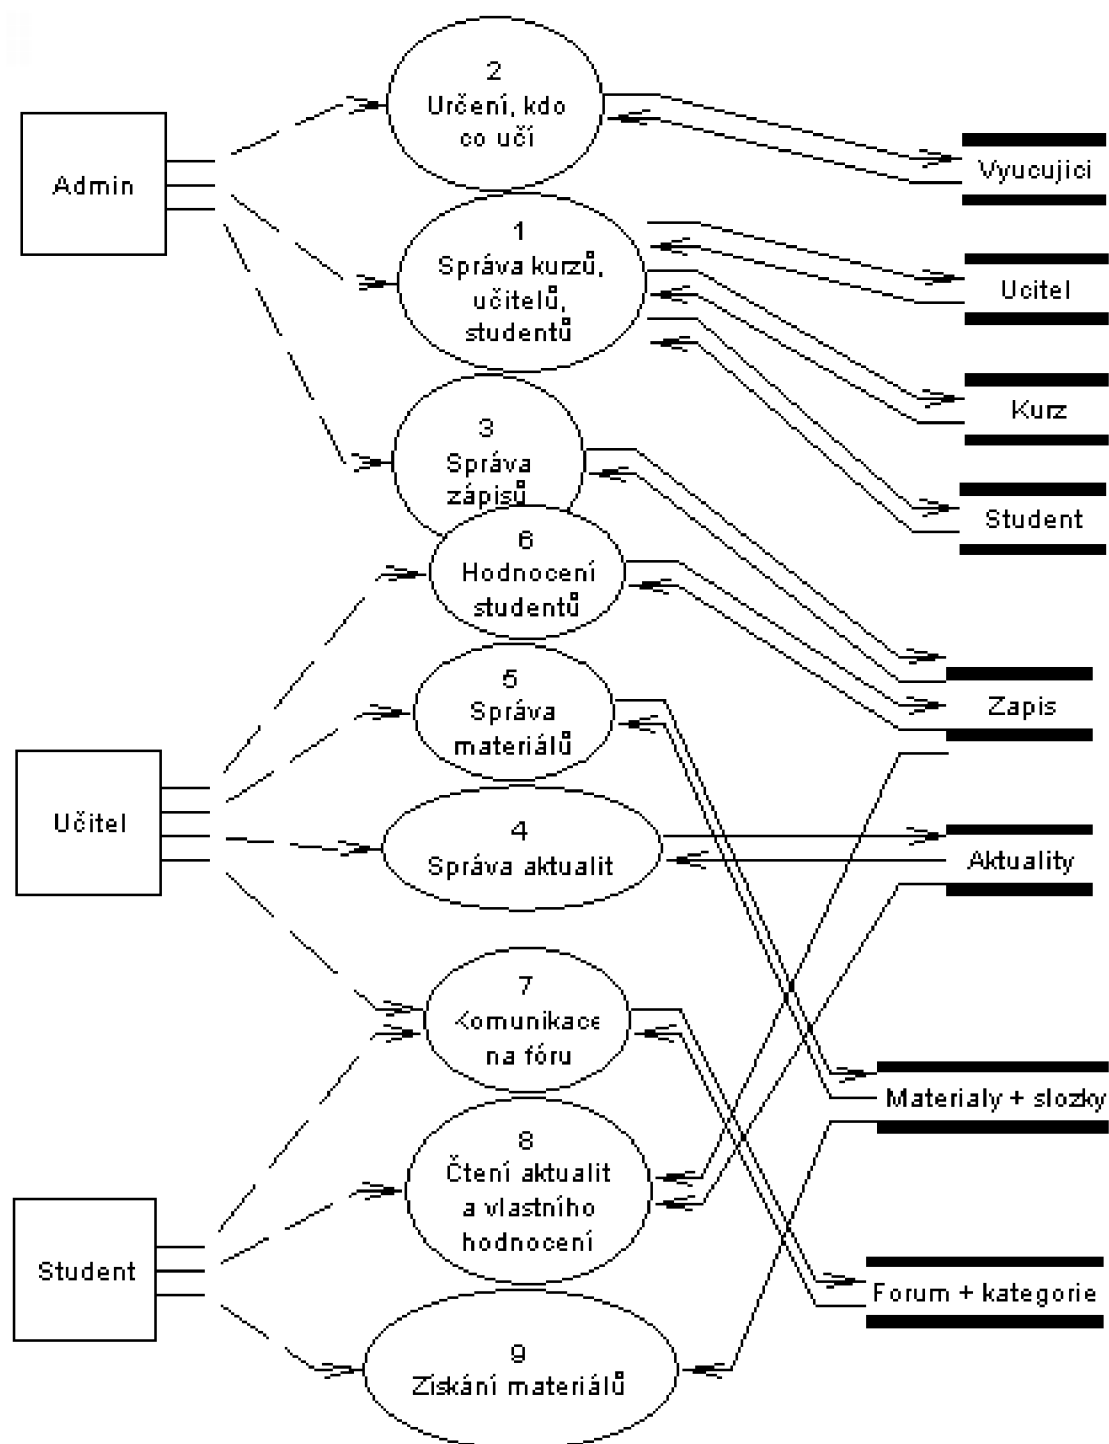 Admin
Učitel
Student
2
Určení, kdo
co učí
1
Správa kurzů,
učitelů,
studentů
3
Správa
zápisů
6
Hodnocení
studentů
5
Správa
materiálů
4
Správa aktualit
7
Komunikace
na fóru
8
Čtení aktualit
a vlastního
hodnocení
9
Získání materiálů
Vyucujici
Ucitel
Kurz
Student
Zapis
Aktuality
Materialy + slozky
Forum + kategorie